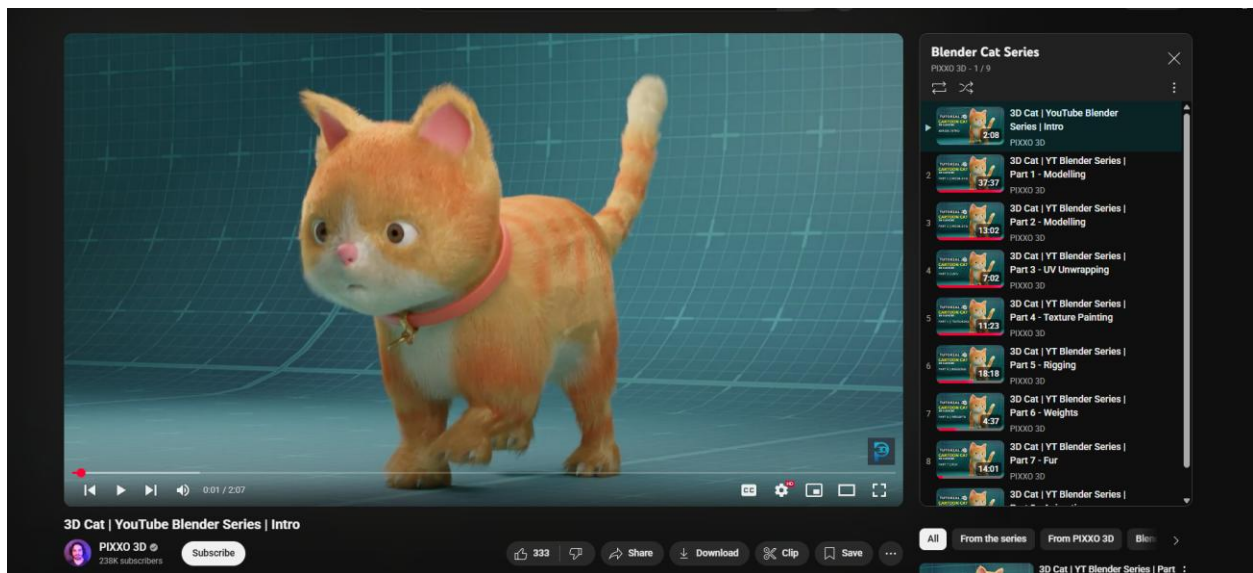 0:01 / 2:07
CC
HD
3D Cat | YouTube Blender Series | Intro
PIXXO 3D
238K subscribers
Subscribe
333
Share
Download
Clip
Save
Blender Cat Series
PIXXO 3D - 1 / 9
2:08
3D Cat | YouTube Blender
Series | Intro
PIXXO 3D
2
37:37
3D Cat | YT Blender Series |
Part 1 - Modelling
PIXXO 3D
3
13:02
3D Cat | YT Blender Series |
Part 2 - Modelling
PIXXO 3D
4
7:02
3D Cat | YT Blender Series |
Part 3 - UV Unwrapping
PIXXO 3D
5
11:23
3D Cat | YT Blender Series |
Part 4 - Texture Painting
PIXXO 3D
6
18:18
3D Cat | YT Blender Series |
Part 5 - Rigging
PIXXO 3D
7
4:37
3D Cat | YT Blender Series |
Part 6 - Weights
PIXXO 3D
8
14:01
3D Cat | YT Blender Series |
Part 7 - Fur
PIXXO 3D
3D Cat | YT Blender Series |
All
From the series
From PIXXO 3D
3D Cat | YT Blender Series | Part